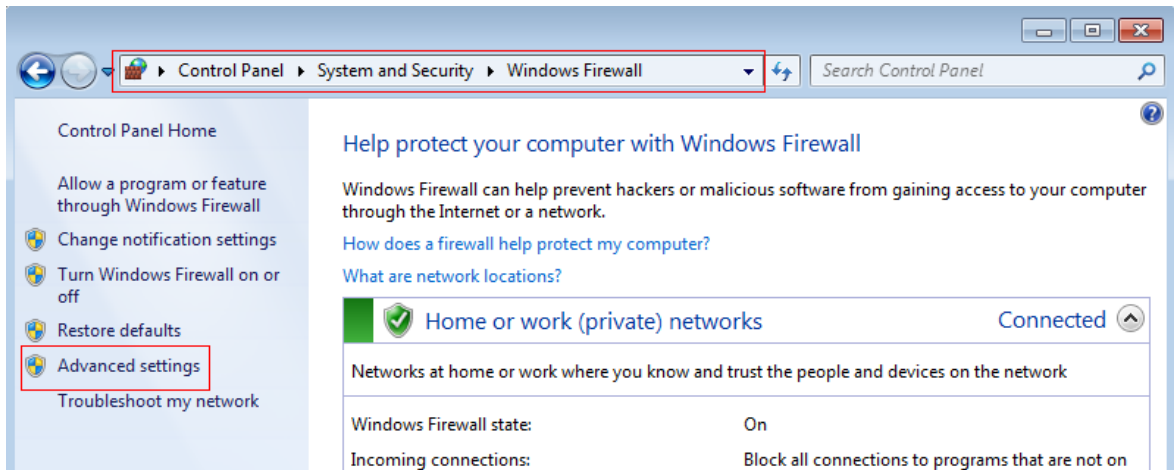 Control Panel System and Security Windows Firewall
Search Control Panel
Control Panel Home
Allow a program or feature
through Windows Firewall
Change notification settings
Turn Windows Firewall on or
off
Restore defaults
Advanced settings
Troubleshoot my network
Help protect your computer with Windows Firewall
Windows Firewall can help prevent hackers or malicious software from gaining access to your computer
through the Internet or a network.
How does a firewall help protect my computer?
What are network locations?
Home or work (private) networks Connected
Networks at home or work where you know and trust the people and devices on the network
Windows Firewall state: On
Incoming connections: Block all connections to programs that are not on